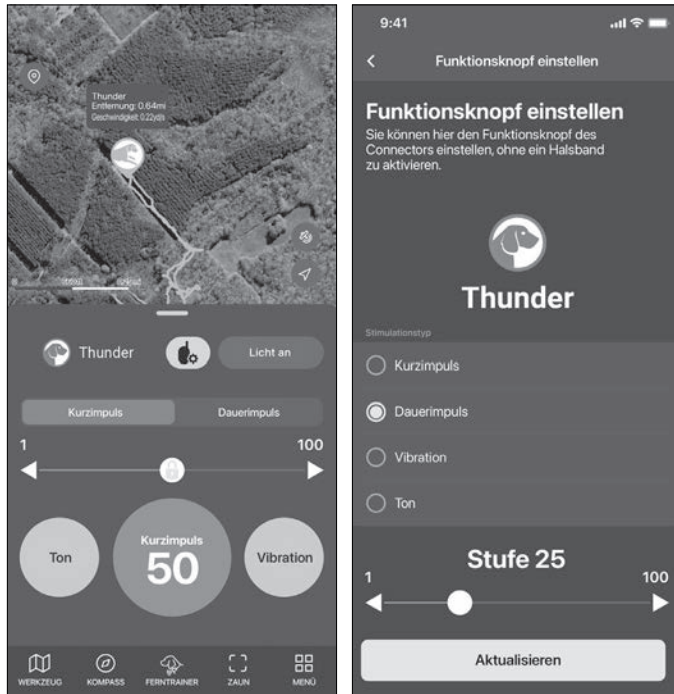 Thunder
Entfernung: 0.64mi
Geschwindigkeit: 0.22yd/s
Thunder
Licht an
Kurzimpuls
Dauerimpuls
1
100
Ton
Kurzimpuls
50
Vibration
WERKZEUG
KOMPASS
FERNTRAINER
ZAUN
MENÜ
9:41
Funktionsknopf einstellen
Funktionsknopf einstellen
Sie können hier den Funktionsknopf des
Connectors einstellen, ohne ein Halsband
zu aktivieren.
Thunder
Stimulationstyp
Kurzimpuls
Dauerimpuls
Vibration
Ton
Stufe 25
1
100
Aktualisieren